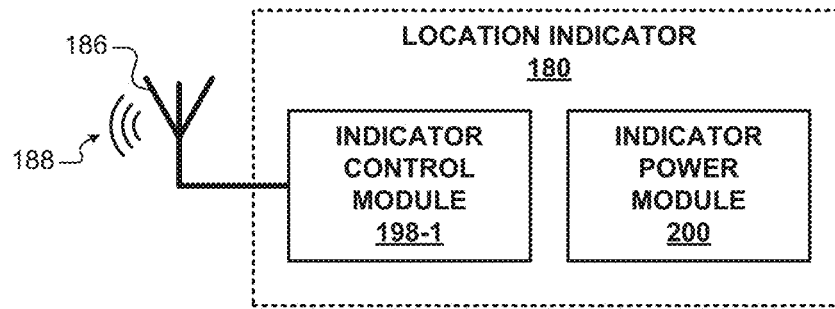 186
188
LOCATION INDICATOR
180
INDICATOR
CONTROL
MODULE
198-1
INDICATOR
POWER
MODULE
200